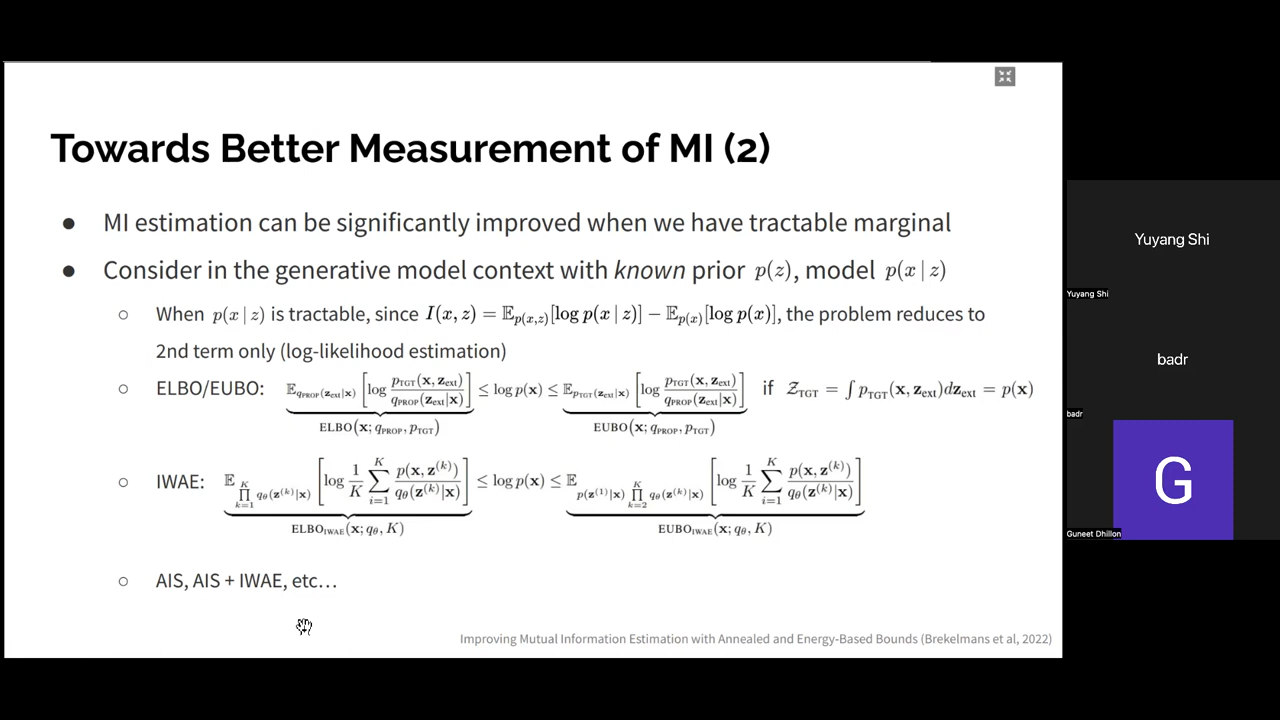 Towards Better Measurement of MI (2)
● MI estimation can be significantly improved when we have tractable marginal
● Consider in the generative model context with known prior p(z), model p(x | z)
○ When p(x | z) is tractable, since I(x, z) = 𝔼_{p(x,z)}[log p(x | z)] − 𝔼_{p(x)}[log p(x)], the problem reduces to
2nd term only (log-likelihood estimation)
○ ELBO/EUBO: 𝔼_{q_PROP(z_ext|x)} [log p_TGT(x, z_ext) / q_PROP(z_ext|x)] ≤ log p(x) ≤ 𝔼_{p_TGT(z_ext|x)} [log p_TGT(x, z_ext) / q_PROP(z_ext|x)] if 𝒵_TGT = ∫ p_TGT(x, z_ext)dz_ext = p(x)
ELBO(x; q_PROP, p_TGT) EUBO(x; q_PROP, p_TGT)
○ IWAE: 𝔼_{∏_{k=1}^{K} q_θ(z^(k)|x)} [log 1/K ∑_{i=1}^{K} p(x, z^(k)) / q_θ(z^(k)|x)] ≤ log p(x) ≤ 𝔼_{p(z^(1)|x) ∏_{k=2}^{K} q_θ(z^(k)|x)} [log 1/K ∑_{i=1}^{K} p(x, z^(k)) / q_θ(z^(k)|x)]
ELBO_IWAE(x; q_θ, K) EUBO_IWAE(x; q_θ, K)
○ AIS, AIS + IWAE, etc…
Improving Mutual Information Estimation with Annealed and Energy-Based Bounds (Brekelmans et al, 2022)
Yuyang Shi
Yuyang Shi
badr
badr
G
Guneet Dhillon